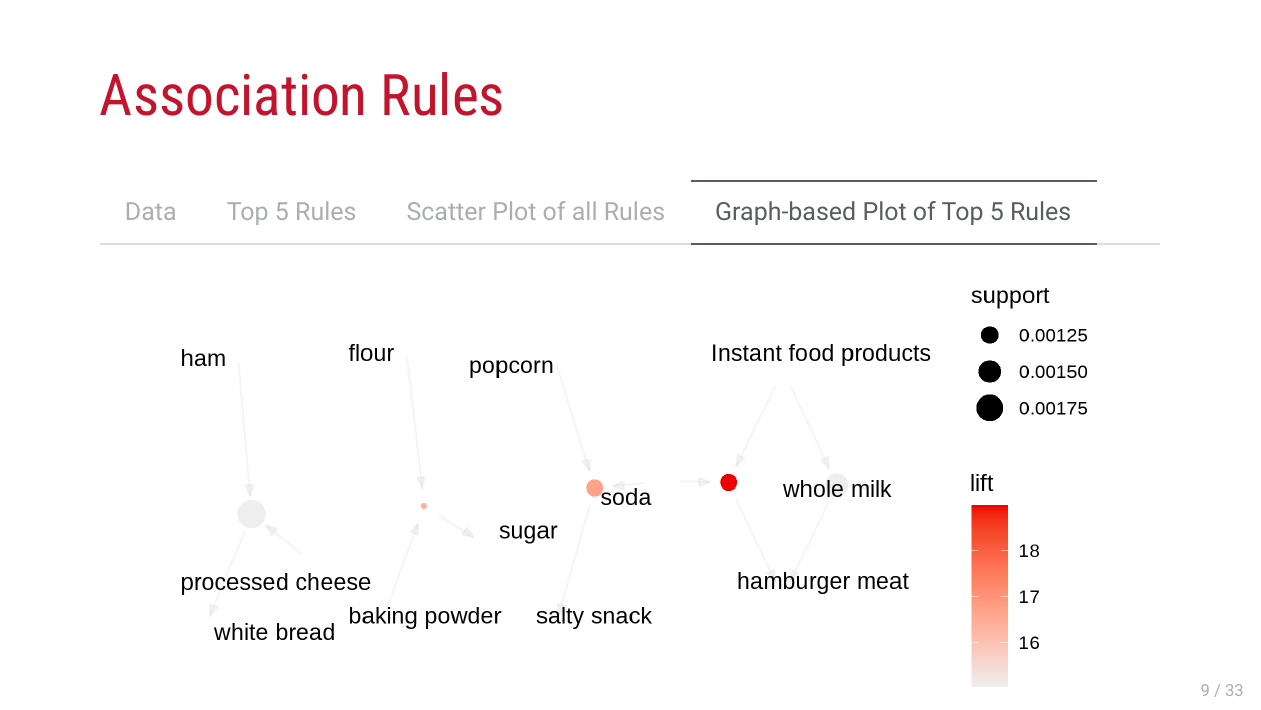 Association Rules
Data
Top 5 Rules
Scatter Plot of all Rules
Graph-based Plot of Top 5 Rules
ham
flour
popcorn
Instant food products
soda
whole milk
sugar
processed cheese
hamburger meat
baking powder
salty snack
white bread
support
0.00125
0.00150
0.00175
lift
18
17
16
9 / 33